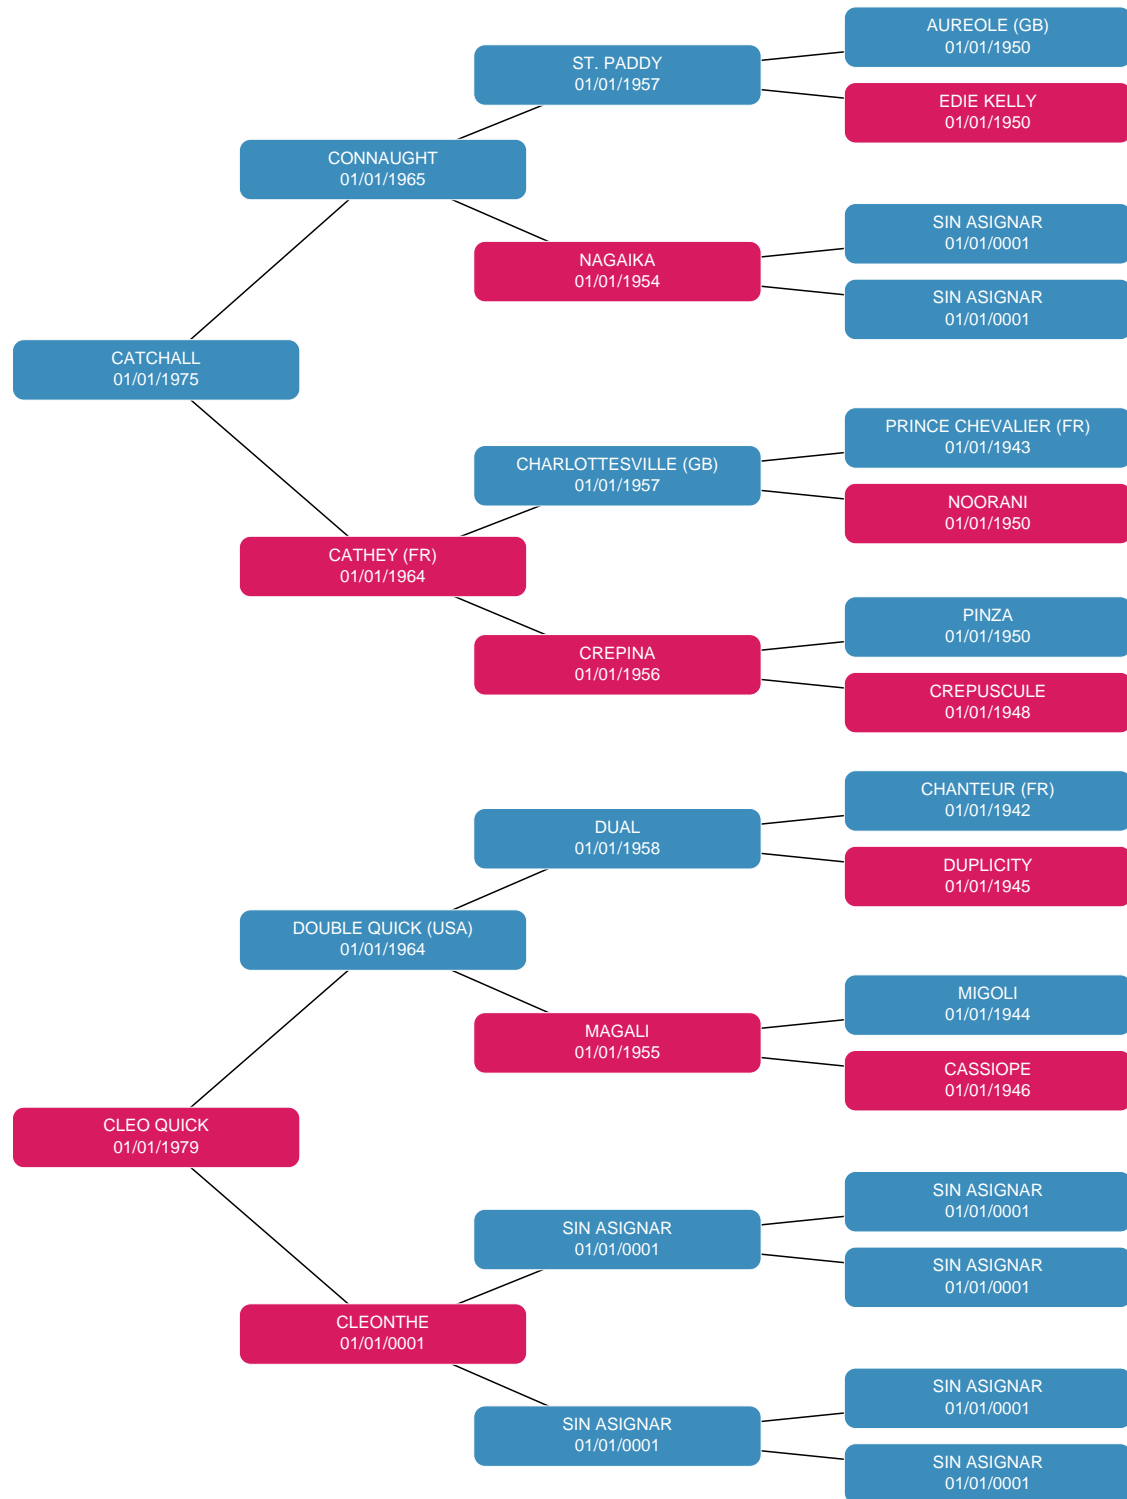 AUREOLE (GB)
01/01/1950
ST. PADDY
01/01/1957
EDIE KELLY
01/01/1950
CONNAUGHT
01/01/1965
SIN ASIGNAR
01/01/0001
NAGAIKA
01/01/1954
SIN ASIGNAR
01/01/0001
CATCHALL
01/01/1975
PRINCE CHEVALIER (FR)
01/01/1943
CHARLOTTESVILLE (GB)
01/01/1957
NOORANI
01/01/1950
CATHEY (FR)
01/01/1964
PINZA
01/01/1950
CREPINA
01/01/1956
CREPUSCULE
01/01/1948
CHANTEUR (FR)
01/01/1942
DUAL
01/01/1958
DUPLICITY
01/01/1945
DOUBLE QUICK (USA)
01/01/1964
MIGOLI
01/01/1944
MAGALI
01/01/1955
CASSIOPE
01/01/1946
CLEO QUICK
01/01/1979
SIN ASIGNAR
01/01/0001
SIN ASIGNAR
01/01/0001
SIN ASIGNAR
01/01/0001
CLEONTHE
01/01/0001
SIN ASIGNAR
01/01/0001
SIN ASIGNAR
01/01/0001
SIN ASIGNAR
01/01/0001